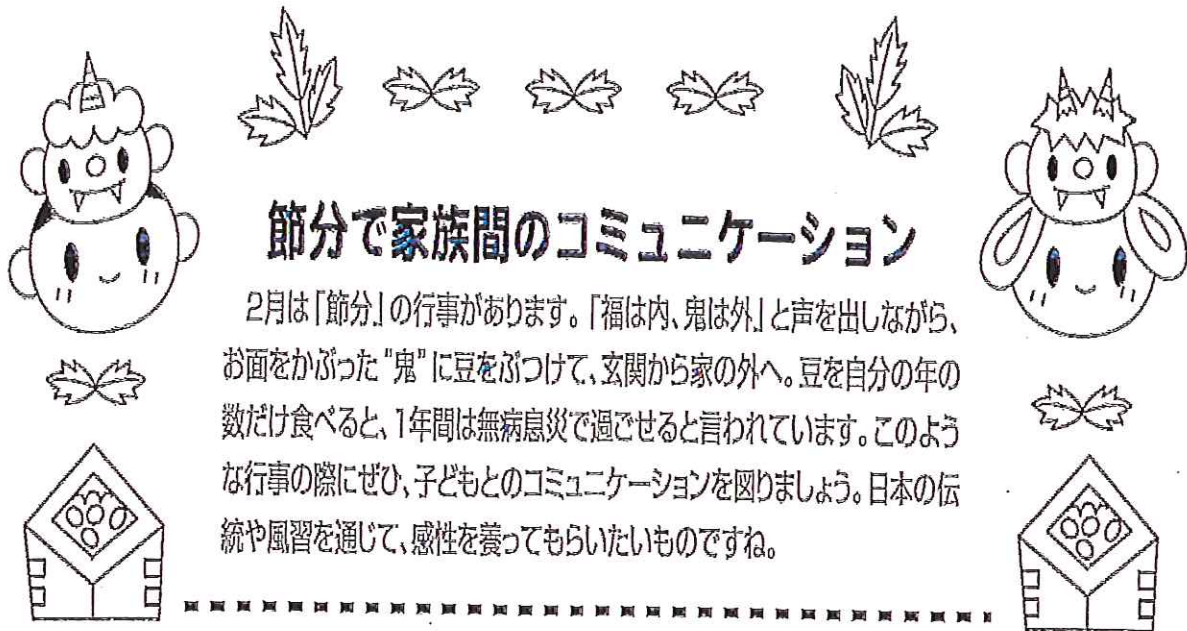 節分で家族間のコミュニケーション
2月は「節分」の行事があります。「福は内、鬼は外」と声を出しながら、
お面をかぶった"鬼"に豆をぶつけて、玄関から家の外へ。豆を自分の年の
数だけ食べると、1年間は無病息災で過ごせると言われています。このよう
な行事の際にぜひ、子どもとのコミュニケーションを図りましょう。日本の伝
統や風習を通じて、感性を養ってもらいたいものですね。